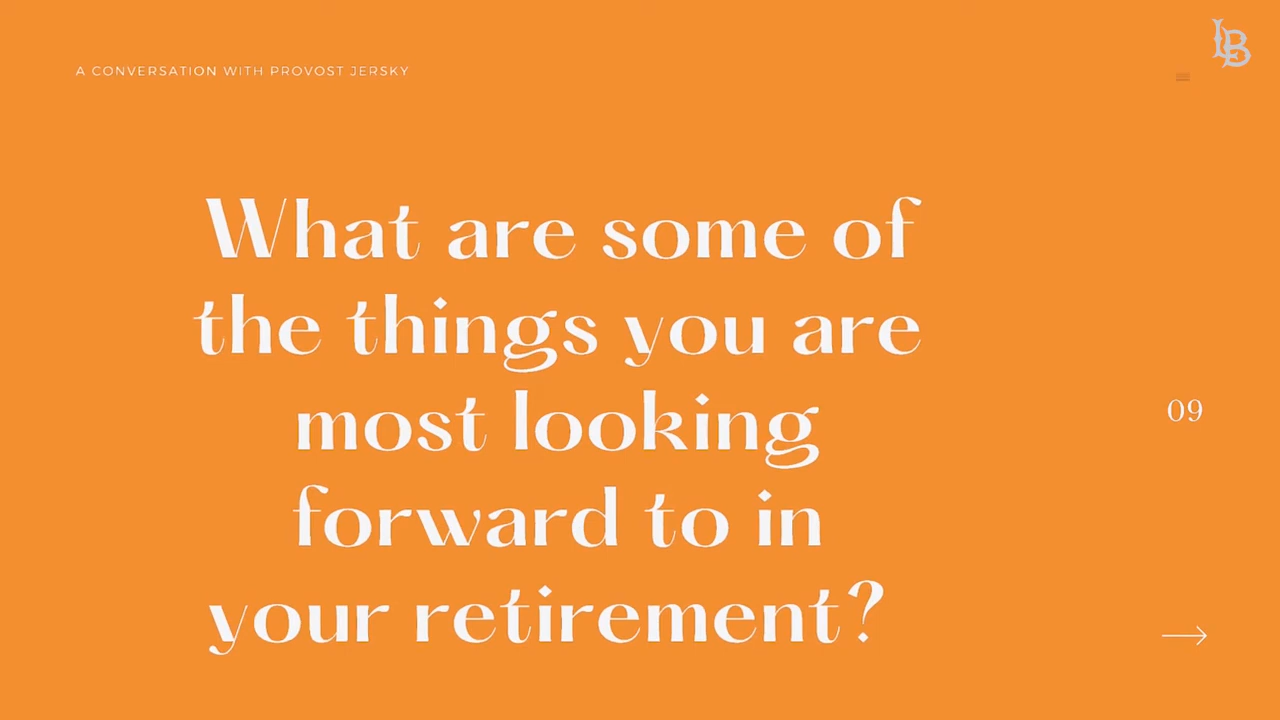 A CONVERSATION WITH PROVOST JERSKY
LB
What are some of
the things you are
most looking
forward to in
your retirement?
09